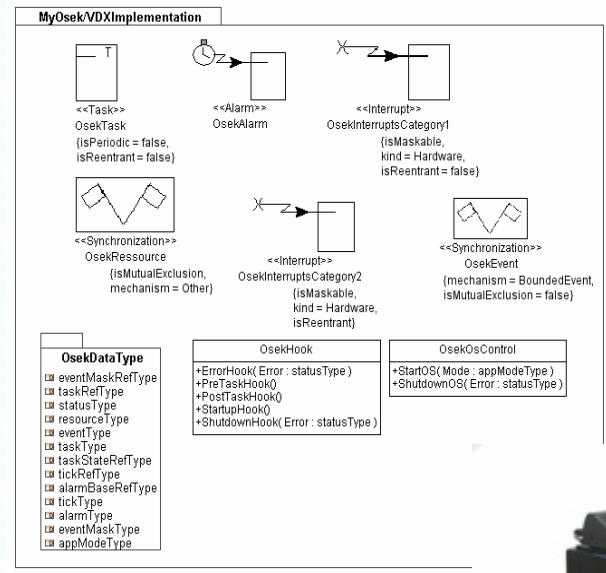 MyOsek/VDXImplementation
T
<<Task>>
OsekTask
{isPeriodic = false,
isReentrant = false}
<<Alarm>>
OsekAlarm
<<Interrupt>>
OsekInterruptsCategory1
{isMaskable,
kind = Hardware,
isReentrant = false}
<<Synchronization>>
OsekRessource
{isMutualExclusion,
mechanism = Other}
<<Interrupt>>
OsekInterruptsCategory2
{isMaskable,
kind = Hardware,
isReentrant}
<<Synchronization>>
OsekEvent
{mechanism = BoundedEvent,
isMutualExclusion = false}
OsekDataType
eventMaskRefType
taskRefType
statusType
resourceType
eventType
taskType
taskStateRefType
tickRefType
alarmBaseRefType
tickType
alarmType
eventMaskType
appModeType
OsekHook
+ErrorHook( Error : statusType )
+PreTaskHook()
+PostTaskHook()
+StartupHook()
+ShutdownHook( Error : statusType )
OsekOsControl
+StartOS( Mode : appModeType )
+ShutdownOS( Error : statusType )